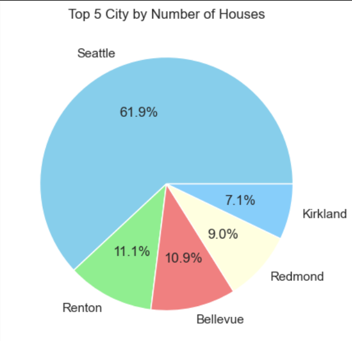 Top 5 City by Number of Houses
Seattle
61.9%
7.1%
Kirkland
9.0%
11.1%
10.9%
Redmond
Renton
Bellevue